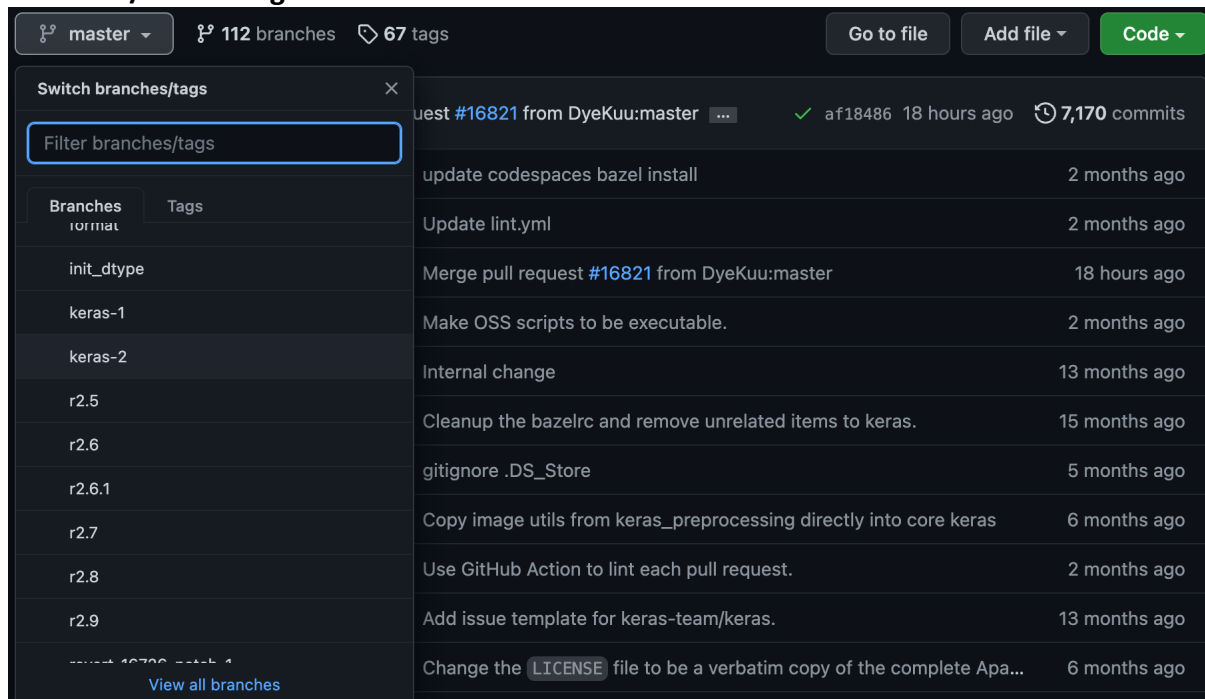 master
112 branches
67 tags
Go to file
Add file
Code
Switch branches/tags
Filter branches/tags
Branches
Tags
format
init_dtype
keras-1
keras-2
r2.5
r2.6
r2.6.1
r2.7
r2.8
r2.9
View all branches
uest #16821 from DyeKuu:master ... af18486 18 hours ago 7,170 commits
update codespaces bazel install 2 months ago
Update lint.yml 2 months ago
Merge pull request #16821 from DyeKuu:master 18 hours ago
Make OSS scripts to be executable. 2 months ago
Internal change 13 months ago
Cleanup the bazelrc and remove unrelated items to keras. 15 months ago
gitignore .DS_Store 5 months ago
Copy image utils from keras_preprocessing directly into core keras 6 months ago
Use GitHub Action to lint each pull request. 2 months ago
Add issue template for keras-team/keras. 13 months ago
Change the LICENSE file to be a verbatim copy of the complete Apa... 6 months ago